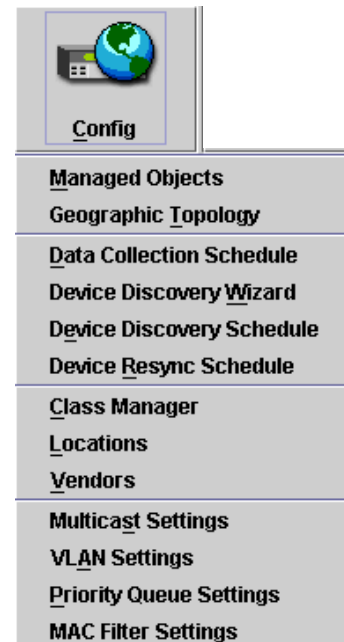 Config
Managed Objects
Geographic Topology
Data Collection Schedule
Device Discovery Wizard
Device Discovery Schedule
Device Resync Schedule
Class Manager
Locations
Vendors
Multicast Settings
VLAN Settings
Priority Queue Settings
MAC Filter Settings